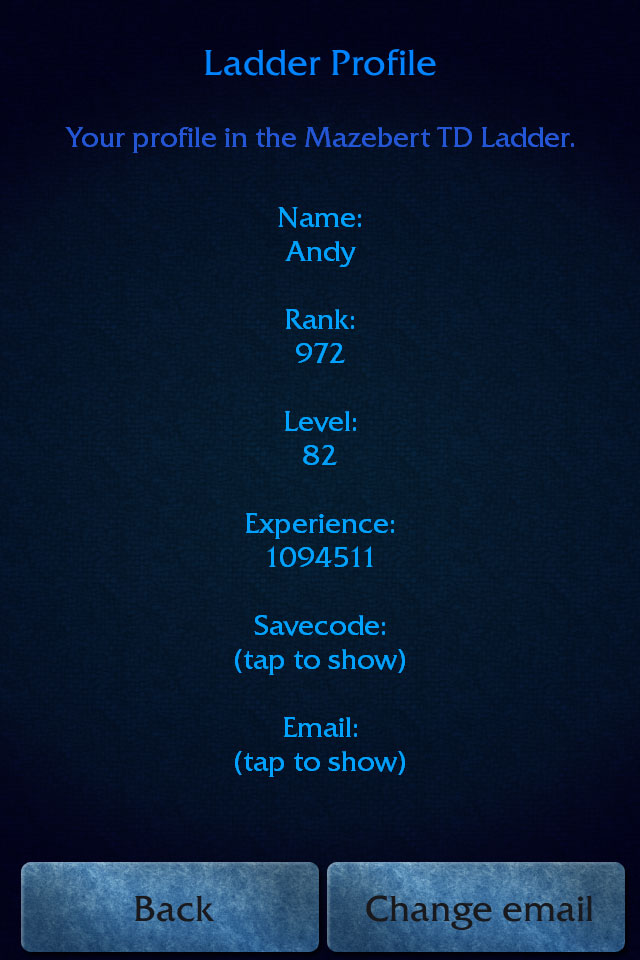 Ladder Profile
Your profile in the Mazebert TD Ladder.
Name:
Andy
Rank:
972
Level:
82
Experience:
1094511
Savecode:
(tap to show)
Email:
(tap to show)
Back
Change email